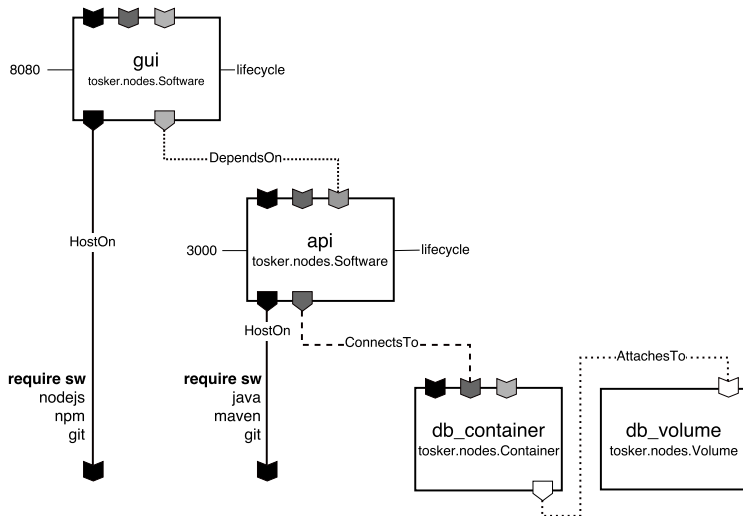 gui
8080
lifecycle
tosker.nodes.Software
DependsOn
HostOn
api
3000
lifecycle
tosker.nodes.Software
HostOn
ConnectsTo
AttachesTo
require sw
nodejs
npm
git
require sw
java
maven
git
db_container
tosker.nodes.Container
db_volume
tosker.nodes.Volume